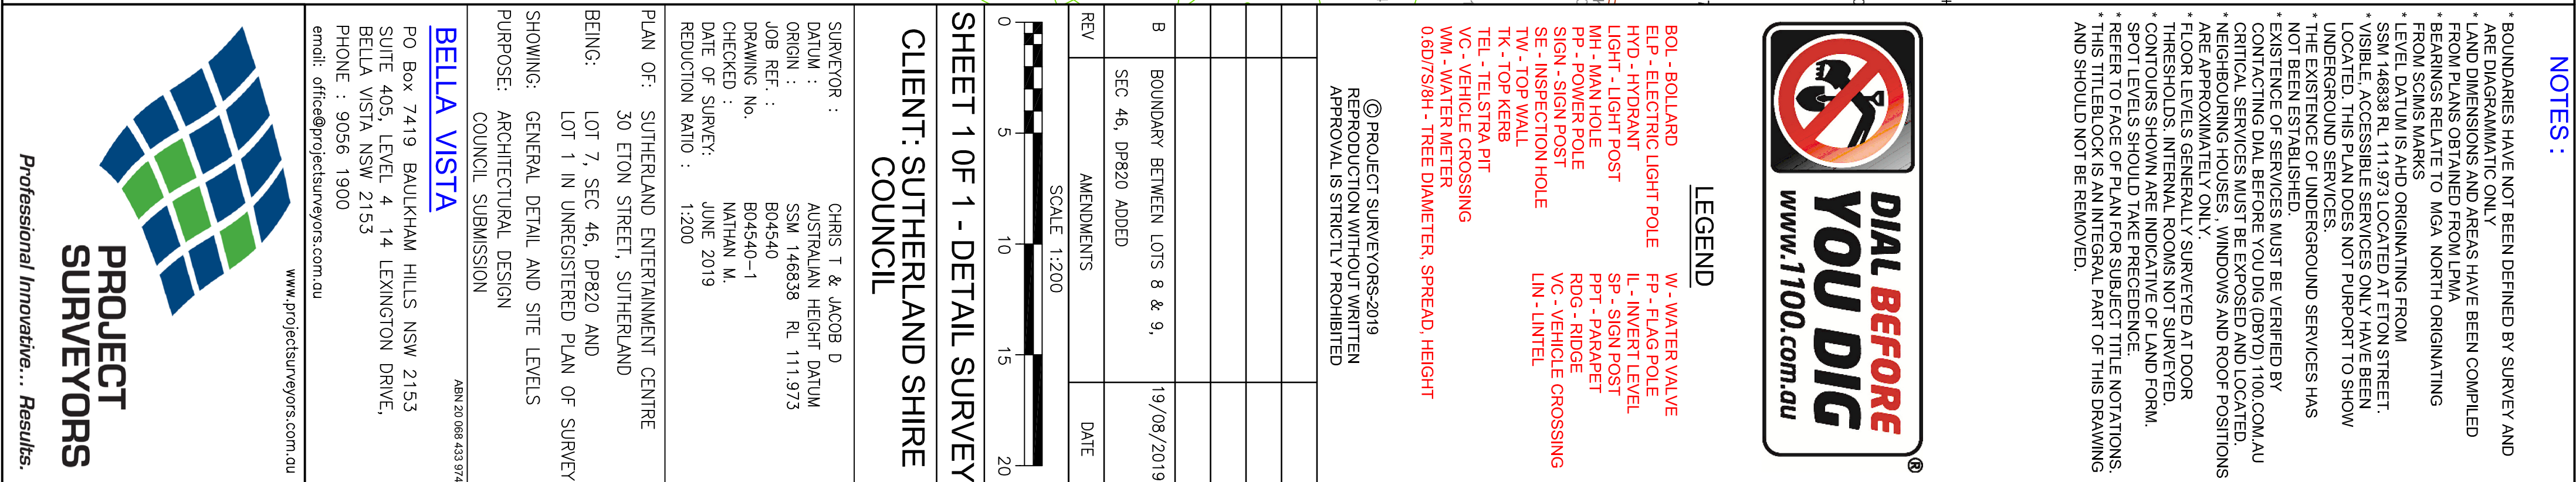 NOTES :
* BOUNDARIES HAVE NOT BEEN DEFINED BY SURVEY AND
ARE DIAGRAMMATIC ONLY
* LAND DIMENSIONS AND AREAS HAVE BEEN COMPILED
FROM PLANS OBTAINED FROM LPMA
* BEARINGS RELATE TO MGA NORTH ORIGINATING
FROM SCIMS MARKS
* LEVEL DATUM IS AHD ORIGINATING FROM
SSM 146838 RL 111.973 LOCATED AT ETON STREET.
* VISIBLE, ACCESSIBLE SERVICES ONLY HAVE BEEN
LOCATED, THIS PLAN DOES NOT PURPORT TO SHOW
UNDERGROUND SERVICES.
* THE EXISTENCE OF UNDERGROUND SERVICES HAS
NOT BEEN ESTABLISHED.
* EXISTENCE OF SERVICES MUST BE VERIFIED BY
CONTACTING DIAL BEFORE YOU DIG (DBYD) 1100.COM.AU
CRITICAL SERVICES MUST BE EXPOSED AND LOCATED.
* NEIGHBOURING HOUSES, WINDOWS AND ROOF POSITIONS
ARE APPROXIMATELY ONLY.
* FLOOR LEVELS GENERALLY SURVEYED AT DOOR
THRESHOLDS. INTERNAL ROOMS NOT SURVEYED.
* CONTOURS SHOWN ARE INDICATIVE OF LAND FORM.
SPOT LEVELS SHOULD TAKE PRECEDENCE.
* REFER TO FACE OF PLAN FOR SUBJECT TITLE NOTATIONS.
* THIS TITLEBLOCK IS AN INTEGRAL PART OF THIS DRAWING
AND SHOULD NOT BE REMOVED.
DIAL BEFORE
YOU DIG ®
www.1100.com.au
LEGEND
BOL - BOLLARD
ELP - ELECTRIC LIGHT POLE
HYD - HYDRANT
LIGHT - LIGHT POST
MH - MAN HOLE
PP - POWER POLE
SIGN - SIGN POST
SE - INSPECTION HOLE
TW - TOP WALL
TK - TOP KERB
TEL - TELSTRA PIT
VC - VEHICLE CROSSING
WM - WATER METER
0.6D/7S/8H - TREE DIAMETER, SPREAD, HEIGHT
W - WATER VALVE
FP - FLAG POLE
IL - INVERT LEVEL
SP - SIGN POST
PPT - PARAPET
RDG - RIDGE
VC - VEHICLE CROSSING
LIN - LINTEL
© PROJECT SURVEYORS-2019
REPRODUCTION WITHOUT WRITTEN
APPROVAL IS STRICTLY PROHIBITED
B BOUNDARY BETWEEN LOTS 8 & 9, 19/08/2019
SEC 46, DP820 ADDED
REV AMENDMENTS DATE
SCALE 1:200
0 5 10 15 20
SHEET 1 OF 1 - DETAIL SURVEY
CLIENT: SUTHERLAND SHIRE
COUNCIL
SURVEYOR : CHRIS T & JACOB D
DATUM : AUSTRALIAN HEIGHT DATUM
ORIGIN : SSM 146838 RL 111.973
JOB REF. : B04540
DRAWING No. B04540-1
CHECKED : NATHAN M.
DATE OF SURVEY: JUNE 2019
REDUCTION RATIO : 1:200
PLAN OF: SUTHERLAND ENTERTAINMENT CENTRE
30 ETON STREET, SUTHERLAND
BEING: LOT 7, SEC 46, DP820 AND
LOT 1 IN UNREGISTERED PLAN OF SURVEY
SHOWING: GENERAL DETAIL AND SITE LEVELS
PURPOSE: ARCHITECTURAL DESIGN
COUNCIL SUBMISSION
ABN 20 068 433 974
BELLA VISTA
PO Box 7419 BAULKHAM HILLS NSW 2153
SUITE 405, LEVEL 4 14 LEXINGTON DRIVE,
BELLA VISTA NSW 2153
PHONE : 9056 1900
email: office@projectsurveyors.com.au
www.projectsurveyors.com.au
PROJECT
SURVEYORS
Professional Innovative... Results.